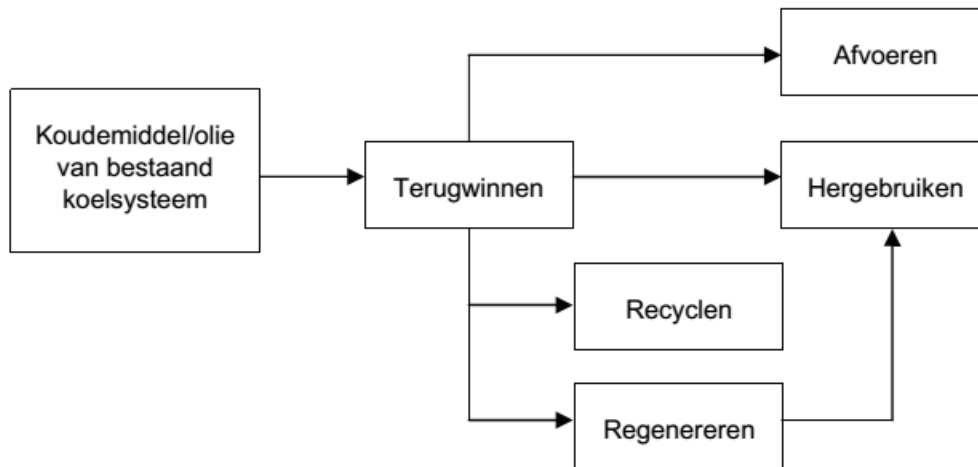 Koudemiddel/olie
van bestaand
koelsysteem
Terugwinnen
Afvoeren
Hergebruiken
Recyclen
Regenereren